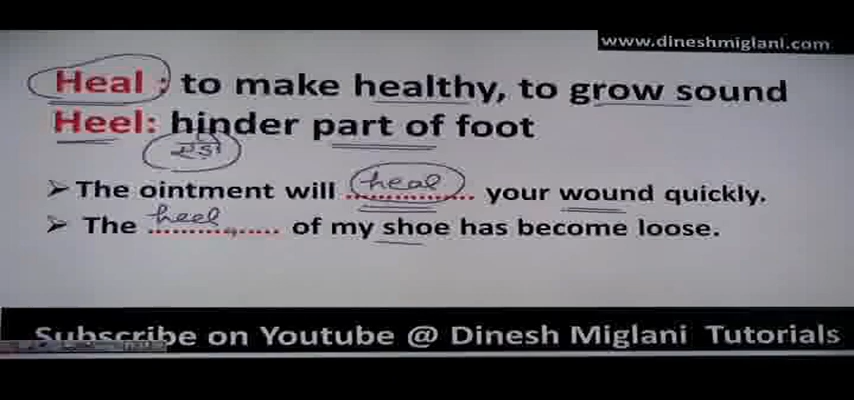 www.dineshmiglani.com
Heal : to make healthy, to grow sound
Heel: hinder part of foot
एड़ी
➢ The ointment will heal your wound quickly.
➢ The heel of my shoe has become loose.
Subscribe on Youtube @ Dinesh Miglani Tutorials